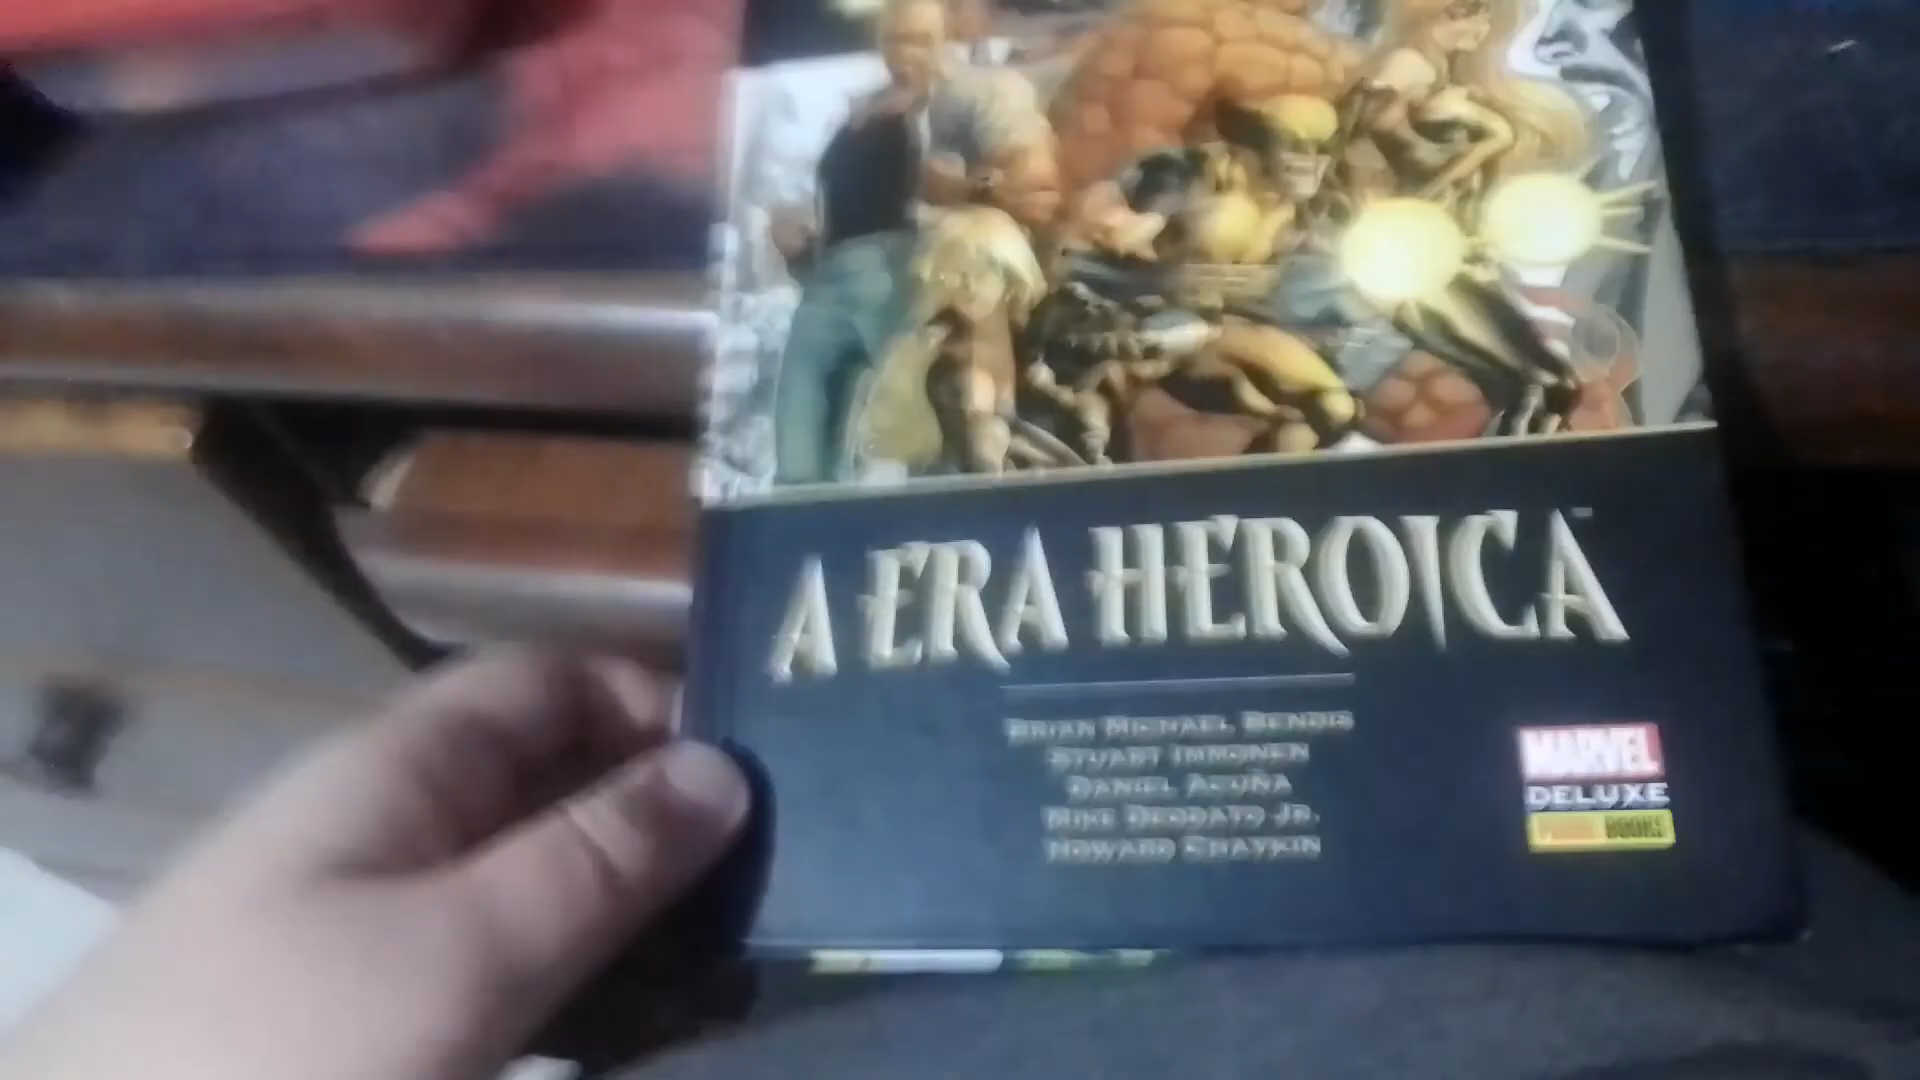 A ERA HEROICA
BRIAN MICHAEL BENDIS
STUART IMMONEN
DANIEL ACUÑA
MIKE DEODATO JR.
HOWARD CHAYKIN
MARVEL
DELUXE
PANINI BOOKS